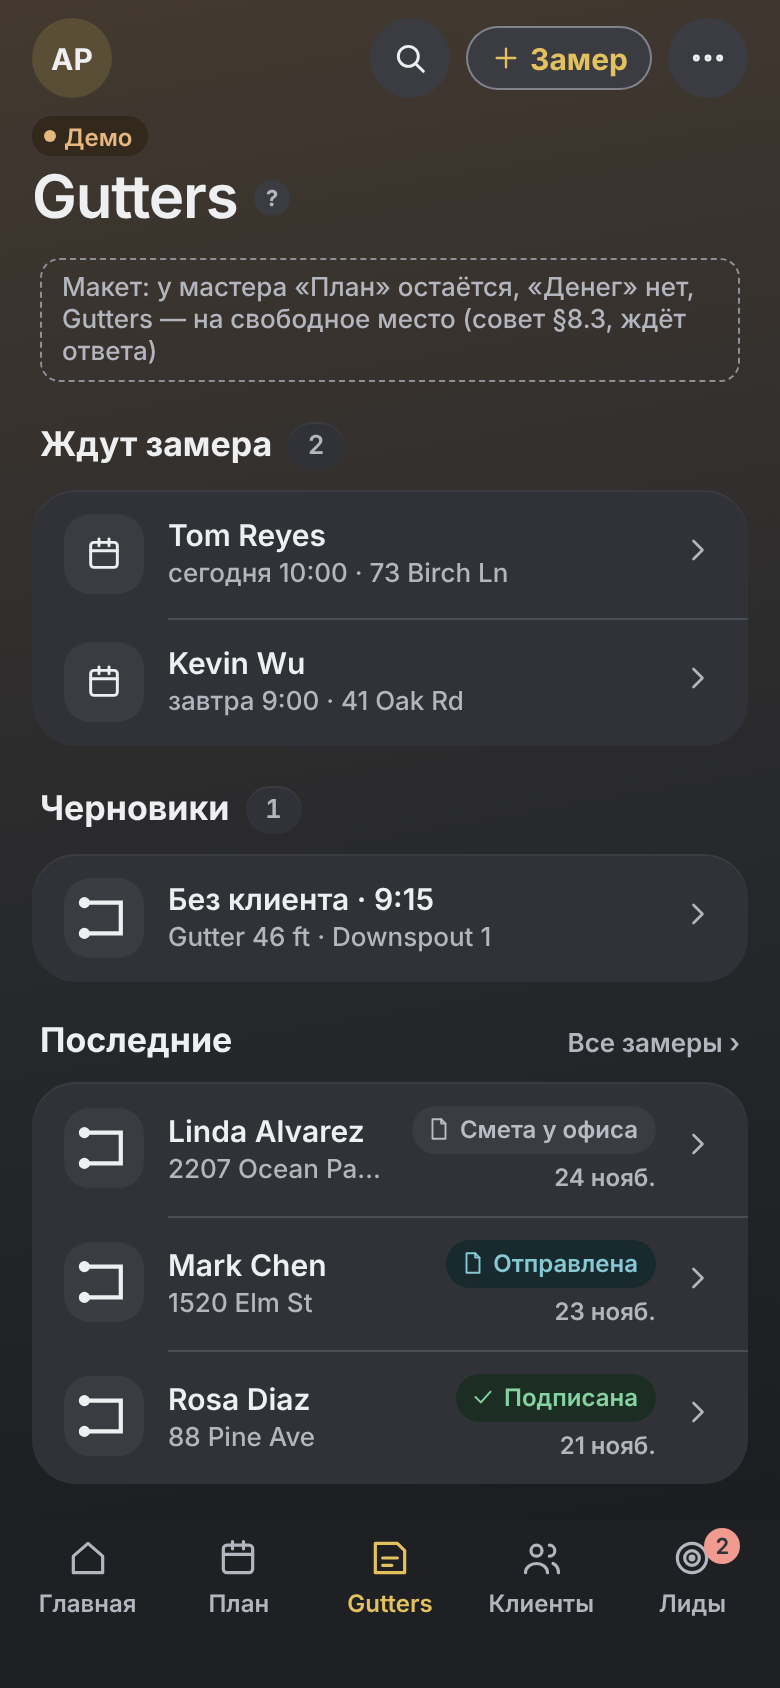 AP
+ Замер
Демо
Gutters ?
Макет: у мастера «План» остаётся, «Денег» нет,
Gutters — на свободное место (совет §8.3, ждёт
ответа)
Ждут замера 2
Tom Reyes
сегодня 10:00 · 73 Birch Ln
Kevin Wu
завтра 9:00 · 41 Oak Rd
Черновики 1
Без клиента · 9:15
Gutter 46 ft · Downspout 1
Последние
Все замеры ›
Linda Alvarez
Смета у офиса
2207 Ocean Pa...
24 нояб.
Mark Chen
Отправлена
1520 Elm St
23 нояб.
Rosa Diaz
Подписана
88 Pine Ave
21 нояб.
2
Главная
План
Gutters
Клиенты
Лиды